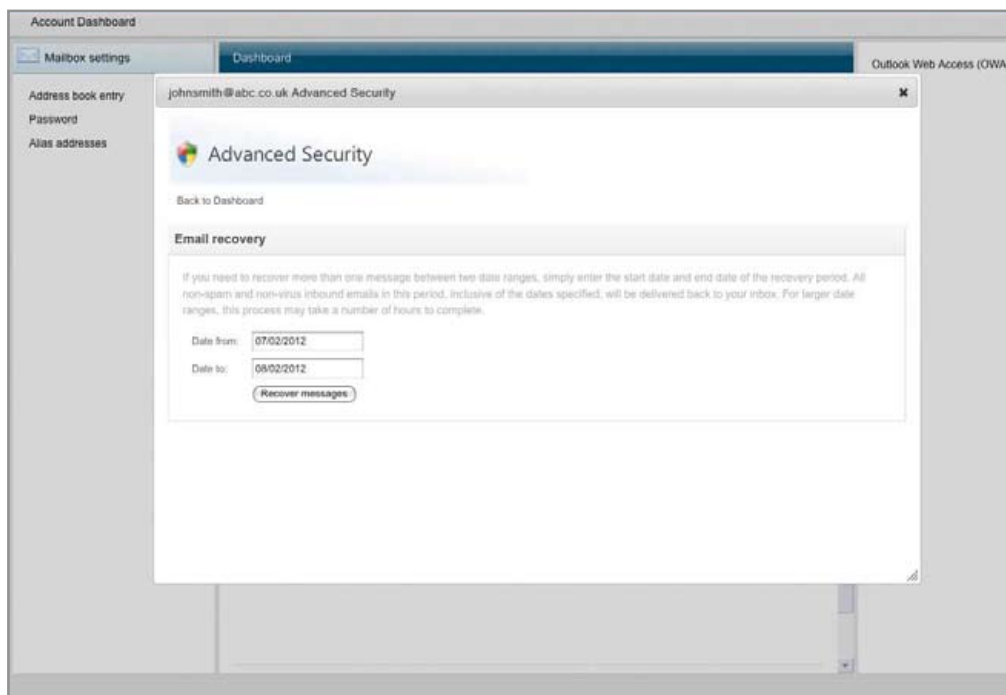 Account Dashboard
Mailbox settings
Dashboard
Outlook Web Access (OWA
Address book entry
Password
Alias addresses
johnsmith@abc.co.uk Advanced Security
Advanced Security
Back to Dashboard
Email recovery
If you need to recover more than one message between two date ranges, simply enter the start date and end date of the recovery period. All
non-spam and non-virus inbound emails in this period, inclusive of the dates specified, will be delivered back to your inbox. For larger date
ranges, this process may take a number of hours to complete.
Date from: 07/02/2012
Date to: 08/02/2012
Recover messages